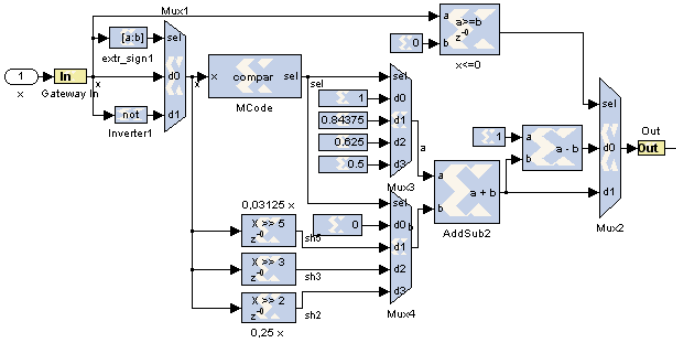 Mux1
[a:b]
extr_sign1
sel
d0
d1
not
Inverter1
1
x
In
Gateway In
x
x
x
compar
sel
MCode
sel
a
b
a>=b
z-0
x<=0
0
sel
d0
d1
d2
d3
1
0.84375
0.625
0.5
Mux3
a
sel
d0
d1
d2
d3
b
0
Mux4
0,03125 x
X >> 5
z-0
sh5
X >> 3
z-0
sh3
X >> 2
z-0
sh2
0,25 x
a
b
a + b
AddSub2
1
a
b
a - b
sel
d0
d1
Mux2
Out
Out